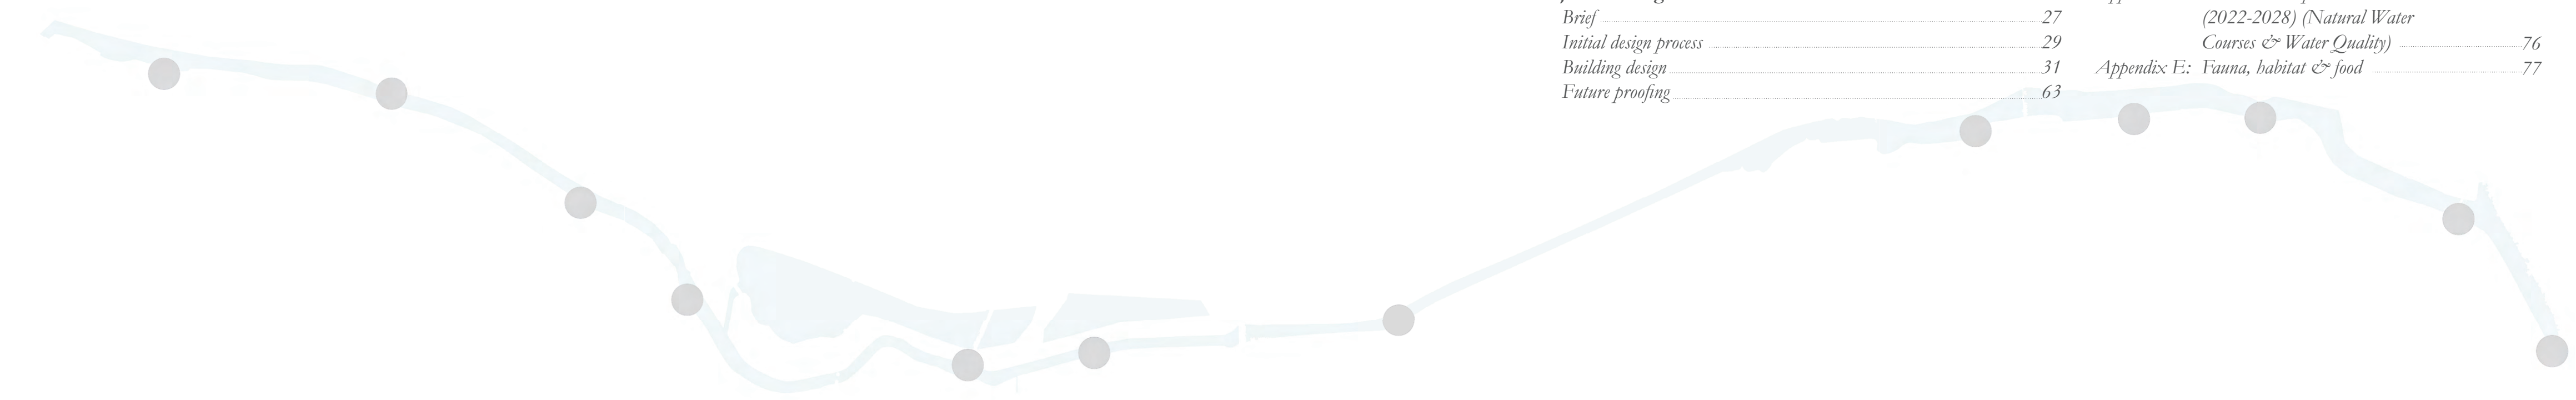 Brief 27
Initial design process 29
Building design 31
Future proofing 63
(2022-2028) (Natural Water
Courses & Water Quality) 76
Appendix E: Fauna, habitat & food 77